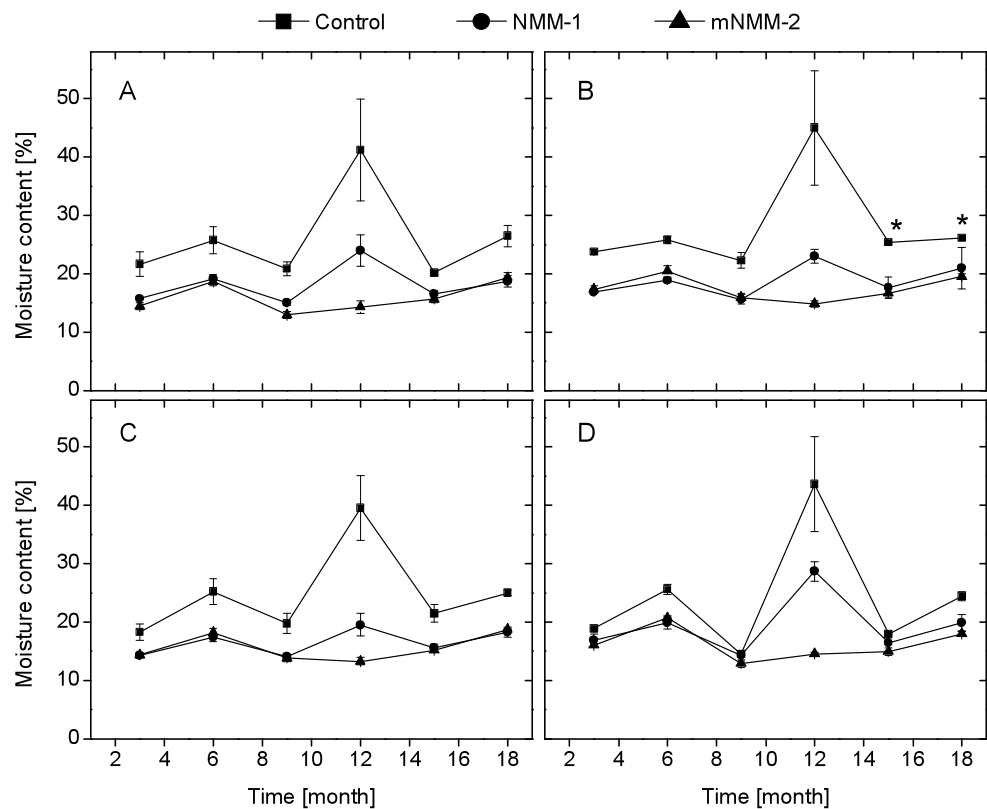 Control NMM-1 mNMM-2
A B
Moisture content [%]
50
40
30
20
10
0
* *
C D
Moisture content [%]
50
40
30
20
10
0
2 4 6 8 10 12 14 16 18 2 4 6 8 10 12 14 16 18
Time [month] Time [month]